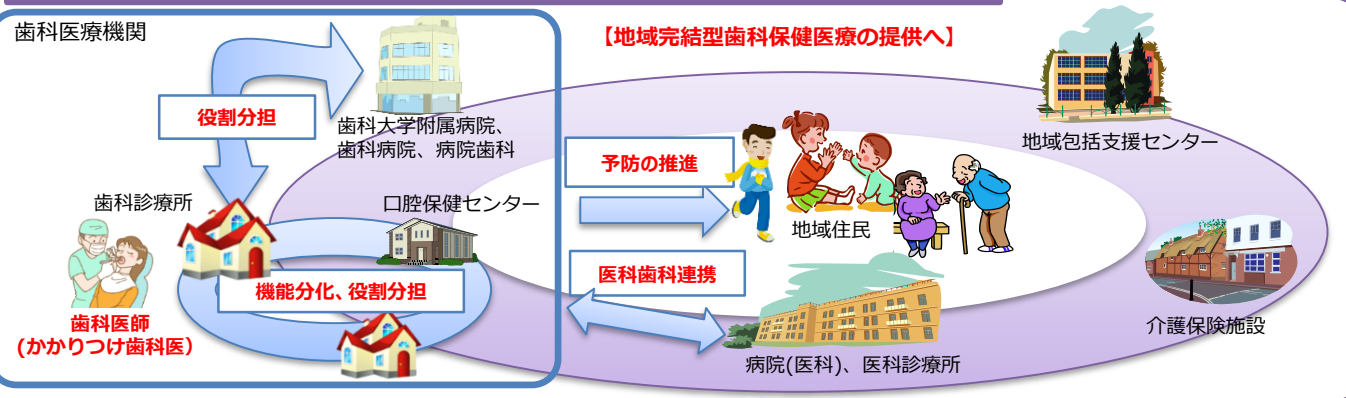 歯科医療機関
【地域完結型歯科保健医療の提供へ】
役割分担
歯科大学附属病院、
歯科病院、病院歯科
地域包括支援センター
予防の推進
歯科診療所
口腔保健センター
地域住民
医科歯科連携
機能分化、役割分担
歯科医師
(かかりつけ歯科医）
介護保険施設
病院(医科)、医科診療所